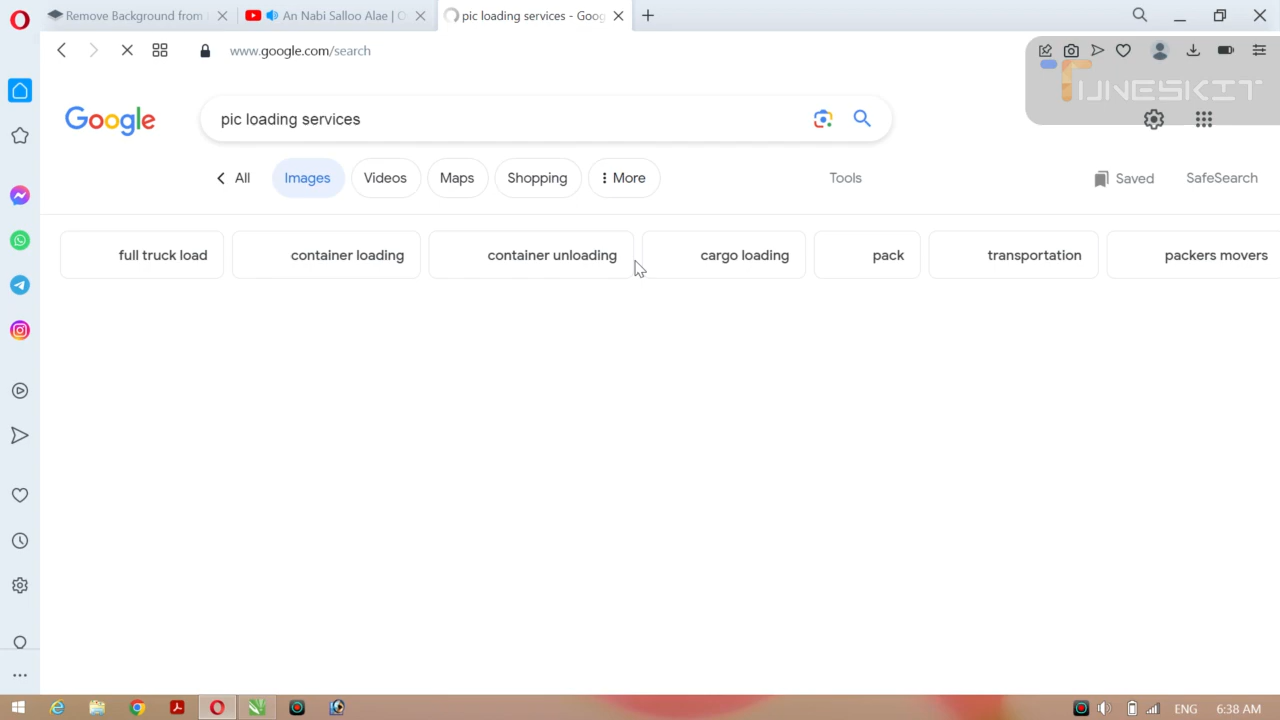 Remove Background from
An Nabi Salloo Alae | O
pic loading services - Goog
www.google.com/search
TUNESKIT
Google
pic loading services
All
Images
Videos
Maps
Shopping
More
Tools
Saved
SafeSearch
full truck load
container loading
container unloading
cargo loading
pack
transportation
packers movers
ENG
6:38 AM